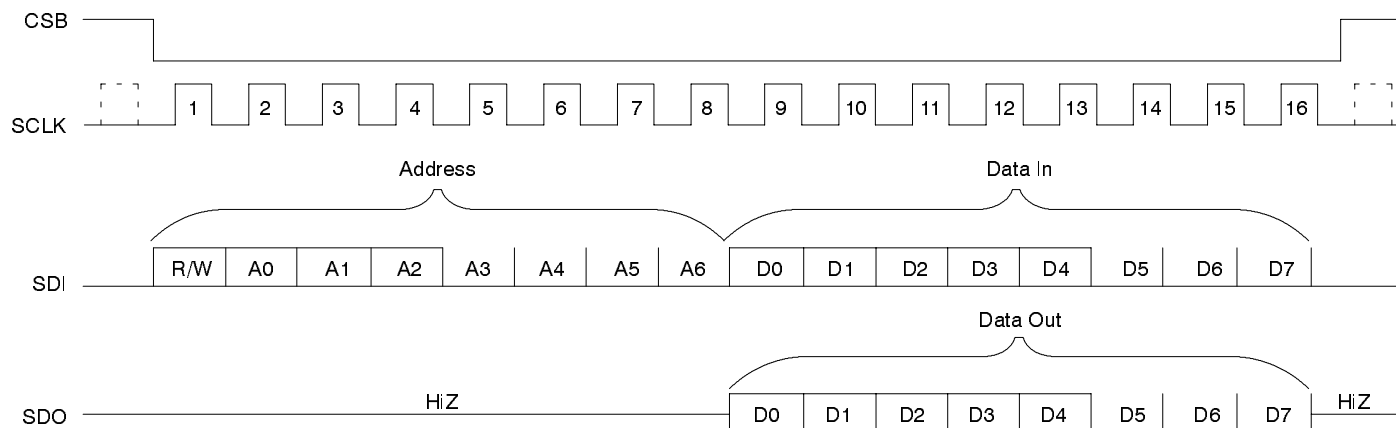 CSB
SCLK 1 2 3 4 5 6 7 8 9 10 11 12 13 14 15 16
Address Data In
SDI R/W A0 A1 A2 A3 A4 A5 A6 D0 D1 D2 D3 D4 D5 D6 D7
Data Out
SDO HiZ D0 D1 D2 D3 D4 D5 D6 D7 HiZ